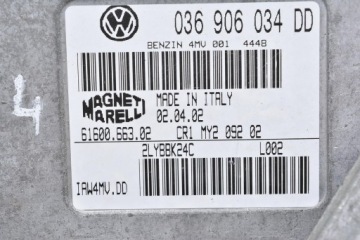 036 906 034 DD
BENZIN 4MV 001 4448
MAGNETI
MARELLI
MADE IN ITALY
02.04.02
61600.663.02 CR1 MY2 092 02
2LYBBK24C L002
IAW4MV.DD
4